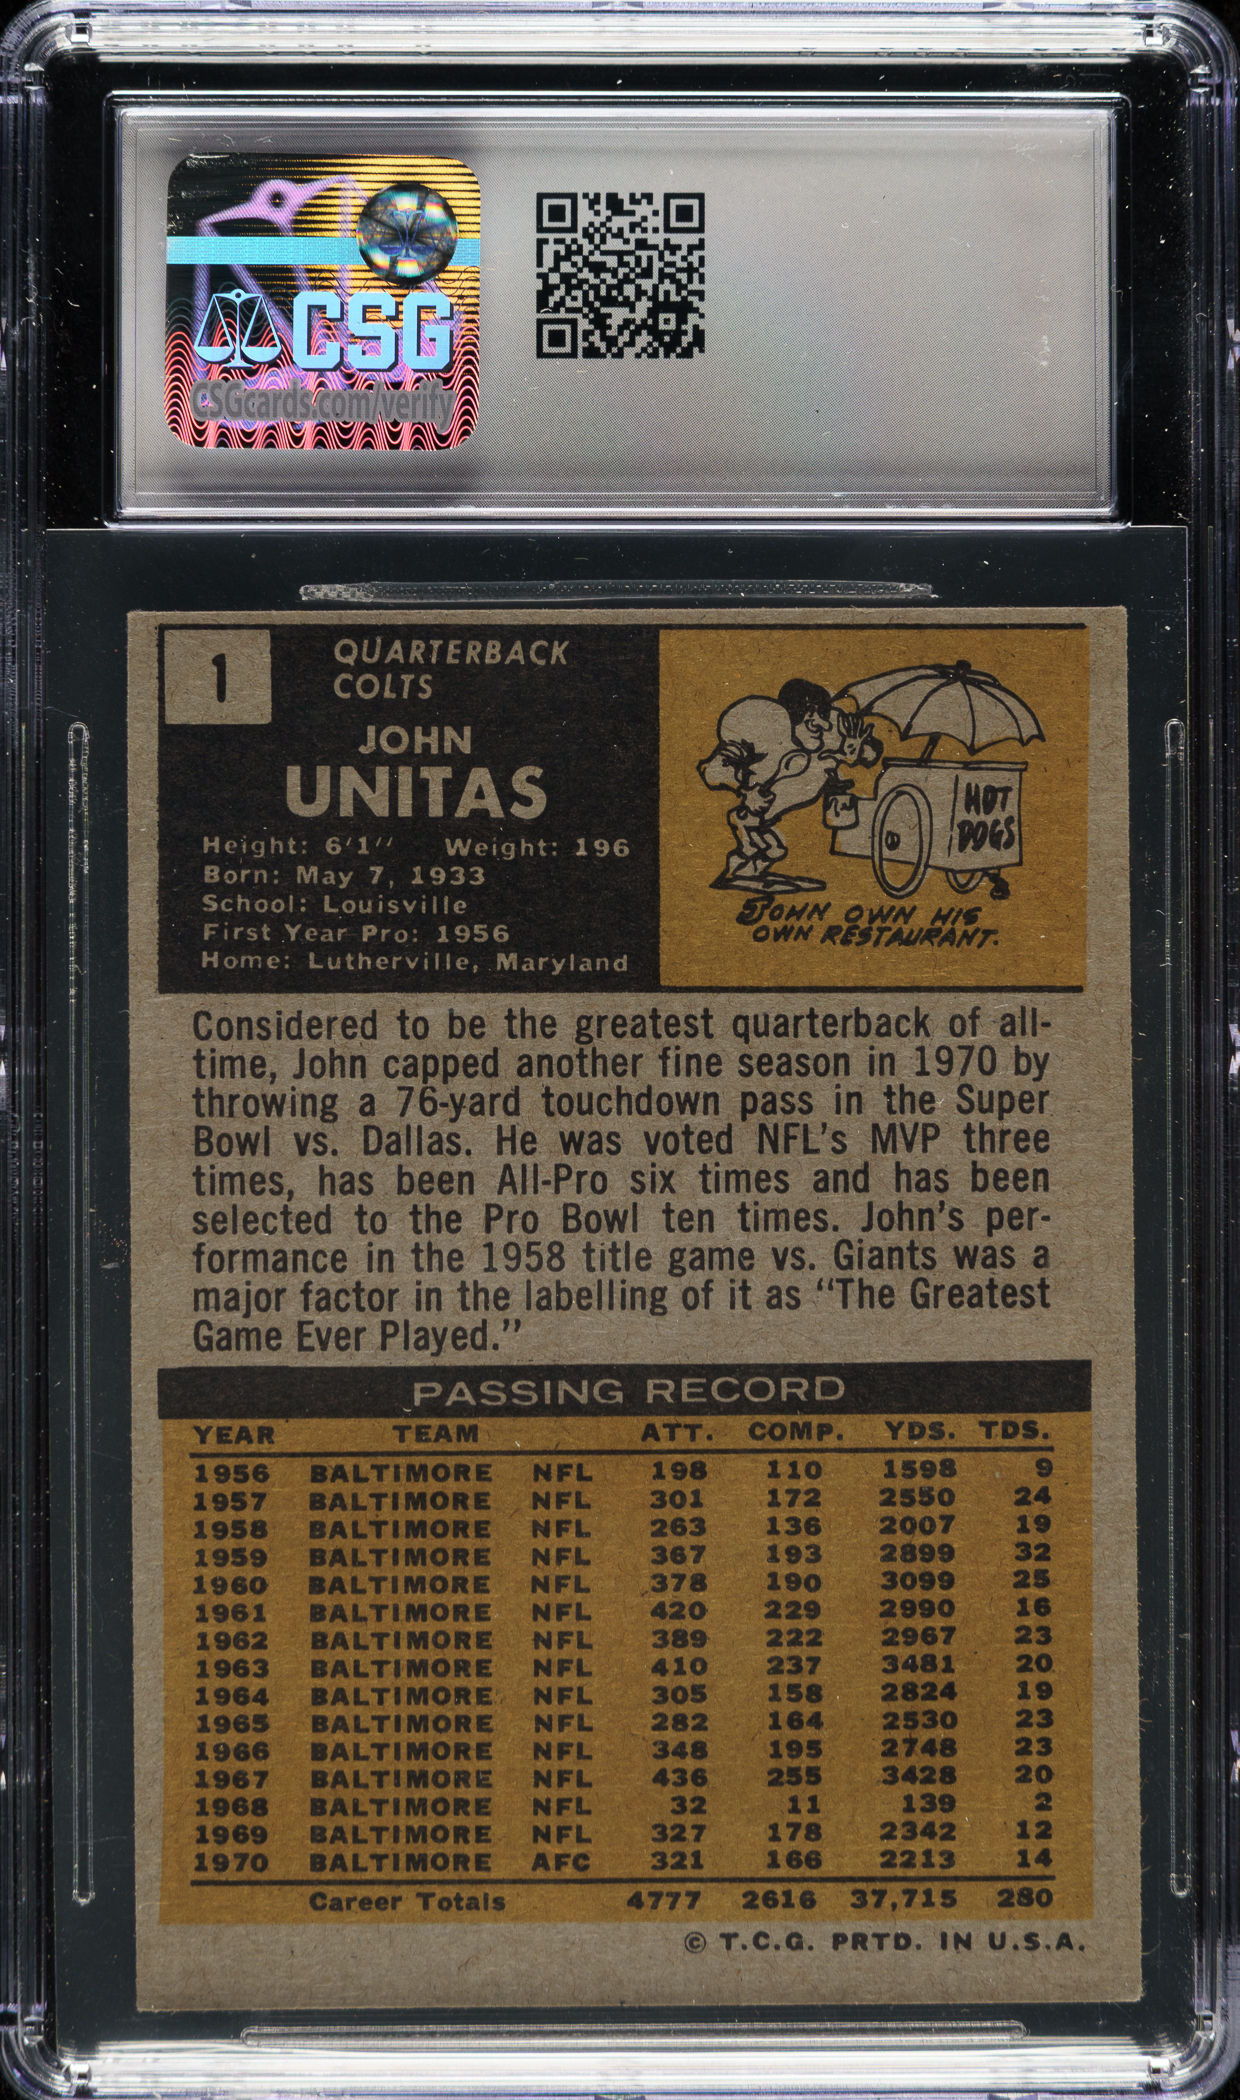 CSG
CSGcards.com/verify
1
QUARTERBACK
COLTS
JOHN
UNITAS
Height: 6'1" Weight: 196
Born: May 7, 1933
School: Louisville
First Year Pro: 1956
Home: Lutherville, Maryland
HOT
DOGS
JOHN OWN HIS
OWN RESTAURANT.
Considered to be the greatest quarterback of all-
time, John capped another fine season in 1970 by
throwing a 76-yard touchdown pass in the Super
Bowl vs. Dallas. He was voted NFL's MVP three
times, has been All-Pro six times and has been
selected to the Pro Bowl ten times. John's per-
formance in the 1958 title game vs. Giants was a
major factor in the labelling of it as "The Greatest
Game Ever Played."
PASSING RECORD
YEAR TEAM ATT. COMP. YDS. TDS.
1956 BALTIMORE NFL 198 110 1598 9
1957 BALTIMORE NFL 301 172 2550 24
1958 BALTIMORE NFL 263 136 2007 19
1959 BALTIMORE NFL 367 193 2899 32
1960 BALTIMORE NFL 378 190 3099 25
1961 BALTIMORE NFL 420 229 2990 16
1962 BALTIMORE NFL 389 222 2967 23
1963 BALTIMORE NFL 410 237 3481 20
1964 BALTIMORE NFL 305 158 2824 19
1965 BALTIMORE NFL 282 164 2530 23
1966 BALTIMORE NFL 348 195 2748 23
1967 BALTIMORE NFL 436 255 3428 20
1968 BALTIMORE NFL 32 11 139 2
1969 BALTIMORE NFL 327 178 2342 12
1970 BALTIMORE AFC 321 166 2213 14
Career Totals 4777 2616 37,715 280
© T.C.G. PRTD. IN U.S.A.